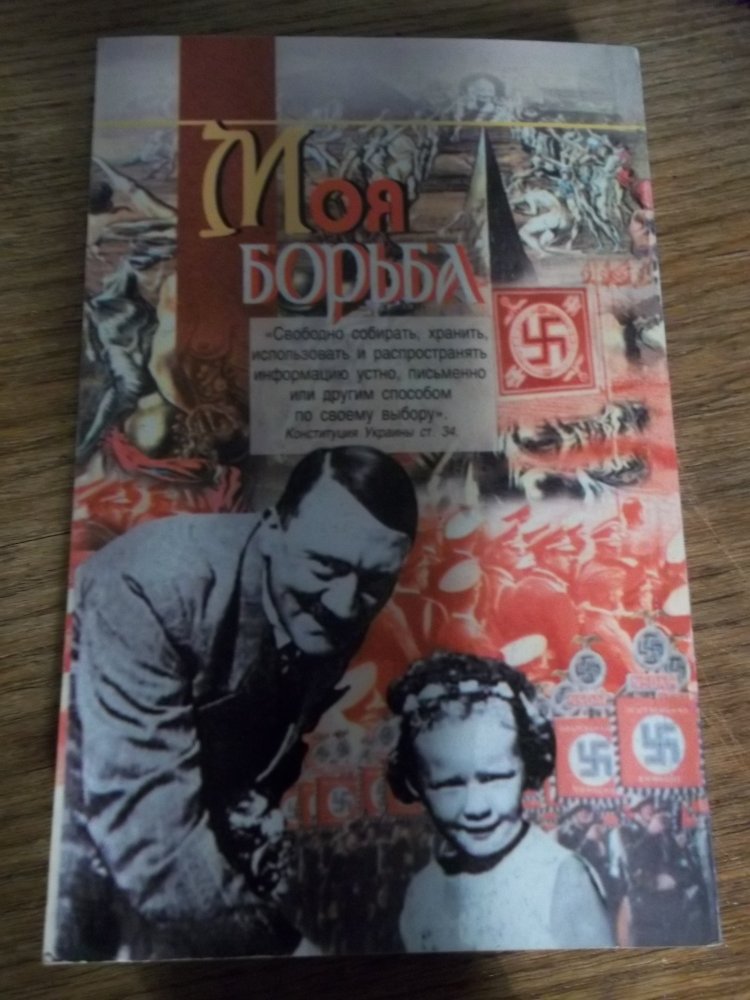 Моя
БОРЬБА
«Свободно собирать, хранить,
использовать и распространять
информацию устно, письменно
или другим способом
по своему выбору».
Конституция Украины ст. 34.